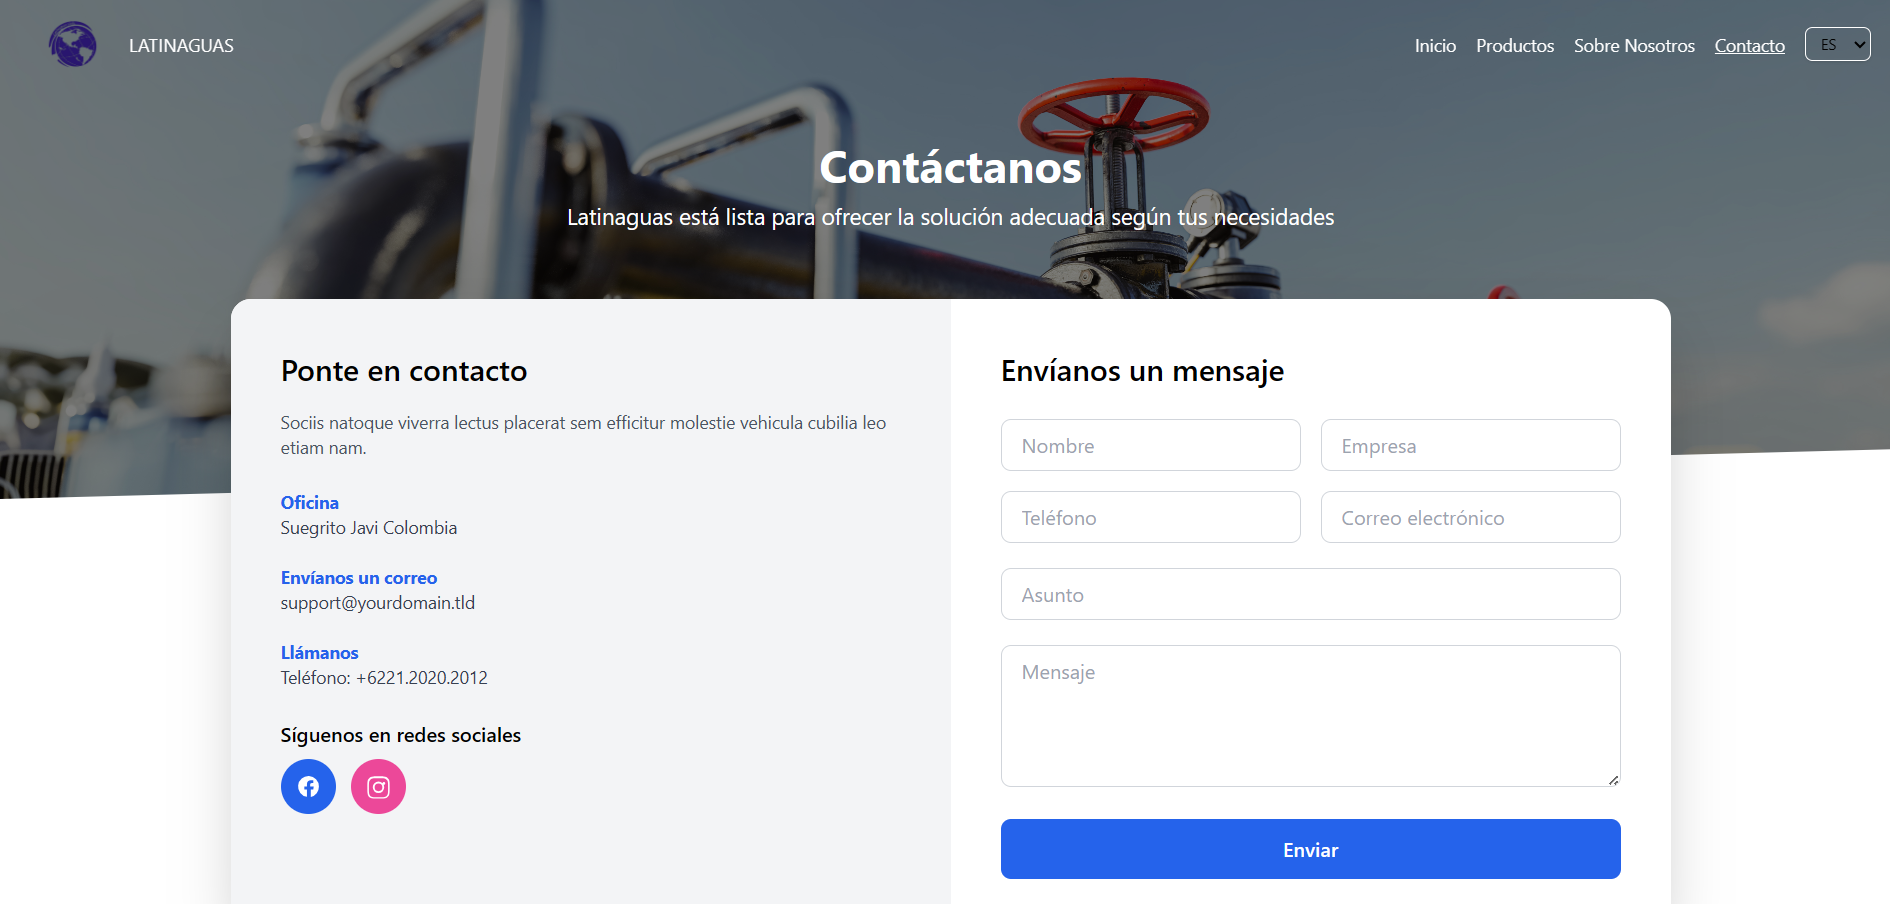 LATINAGUAS
Inicio
Productos
Sobre Nosotros
Contacto
ES
Contáctanos
Latinaguas está lista para ofrecer la solución adecuada según tus necesidades
Ponte en contacto
Sociis natoque viverra lectus placerat sem efficitur molestie vehicula cubilia leo
etiam nam.
Oficina
Suegrito Javi Colombia
Envíanos un correo
support@yourdomain.tld
Llámanos
Teléfono: +6221.2020.2012
Síguenos en redes sociales
Envíanos un mensaje
Nombre
Empresa
Teléfono
Correo electrónico
Asunto
Mensaje
Enviar